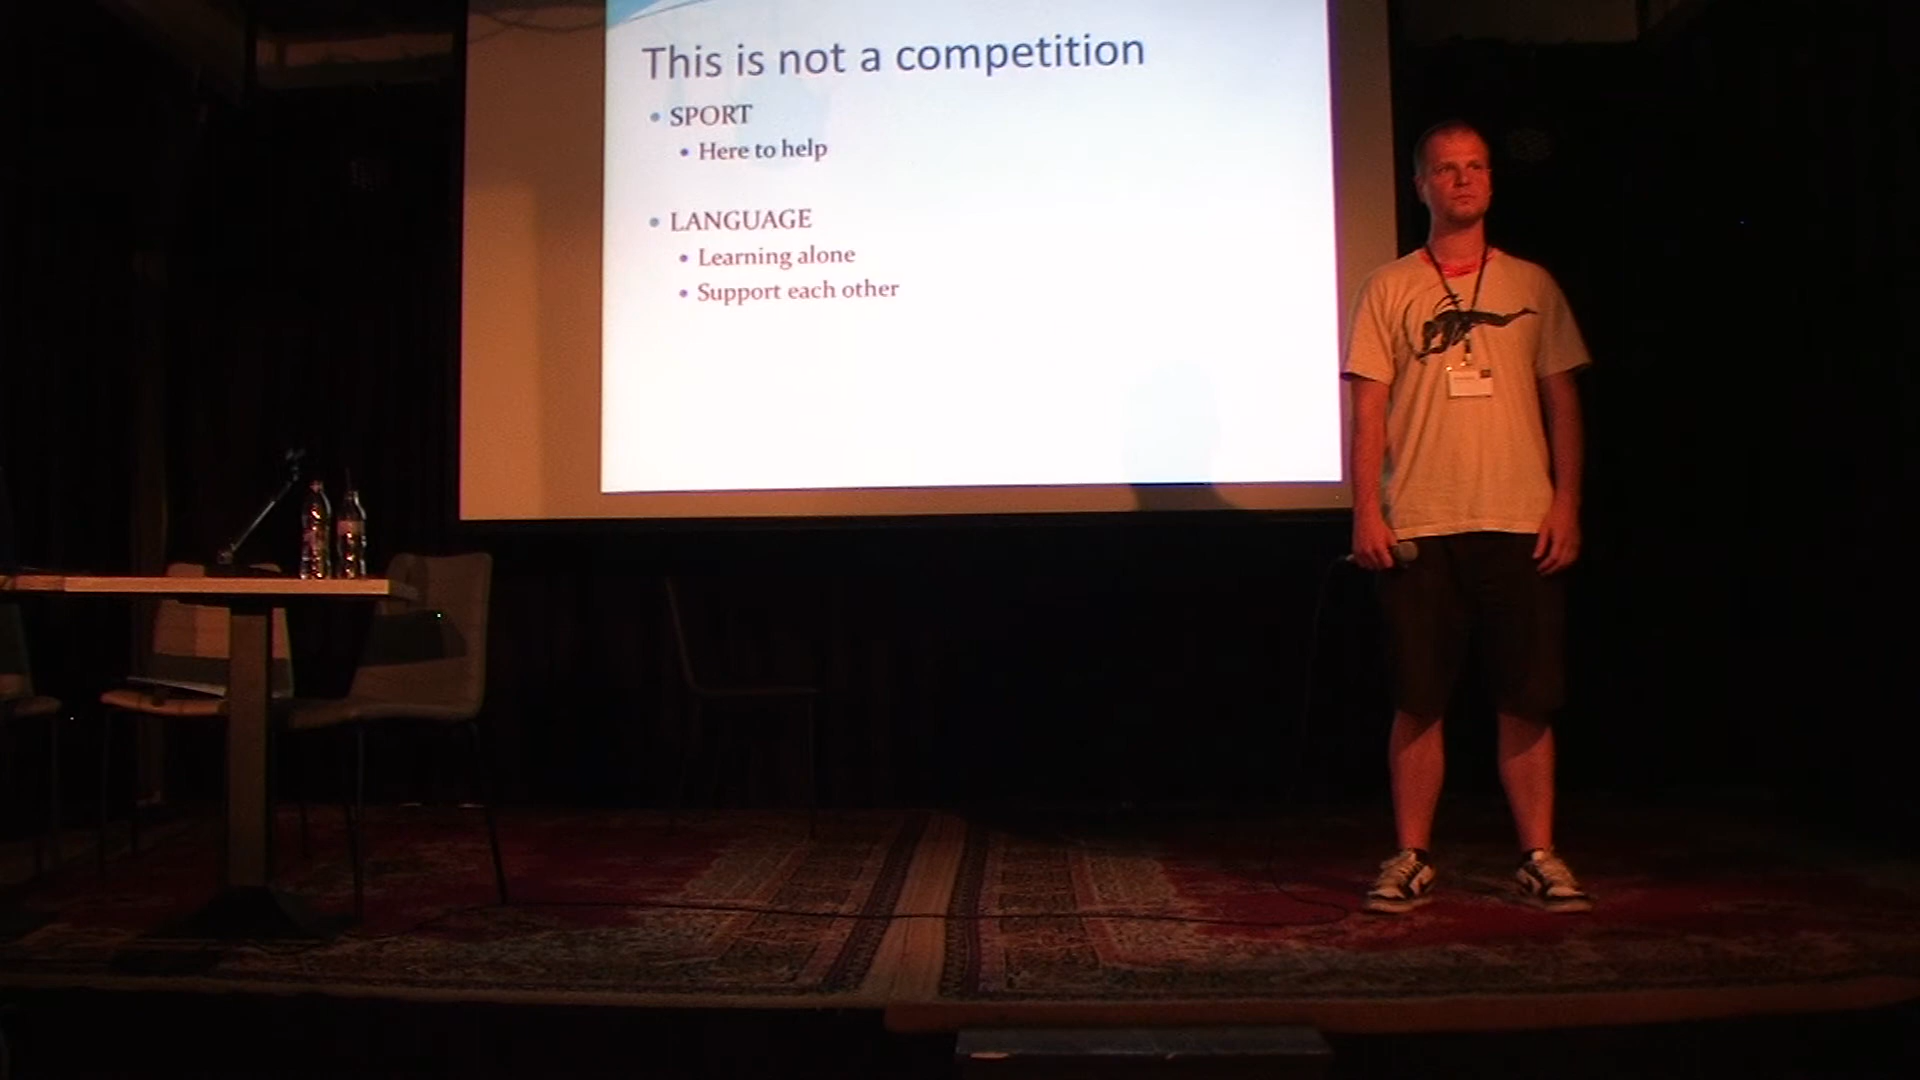 This is not a competition
• SPORT
• Here to help
• LANGUAGE
• Learning alone
• Support each other